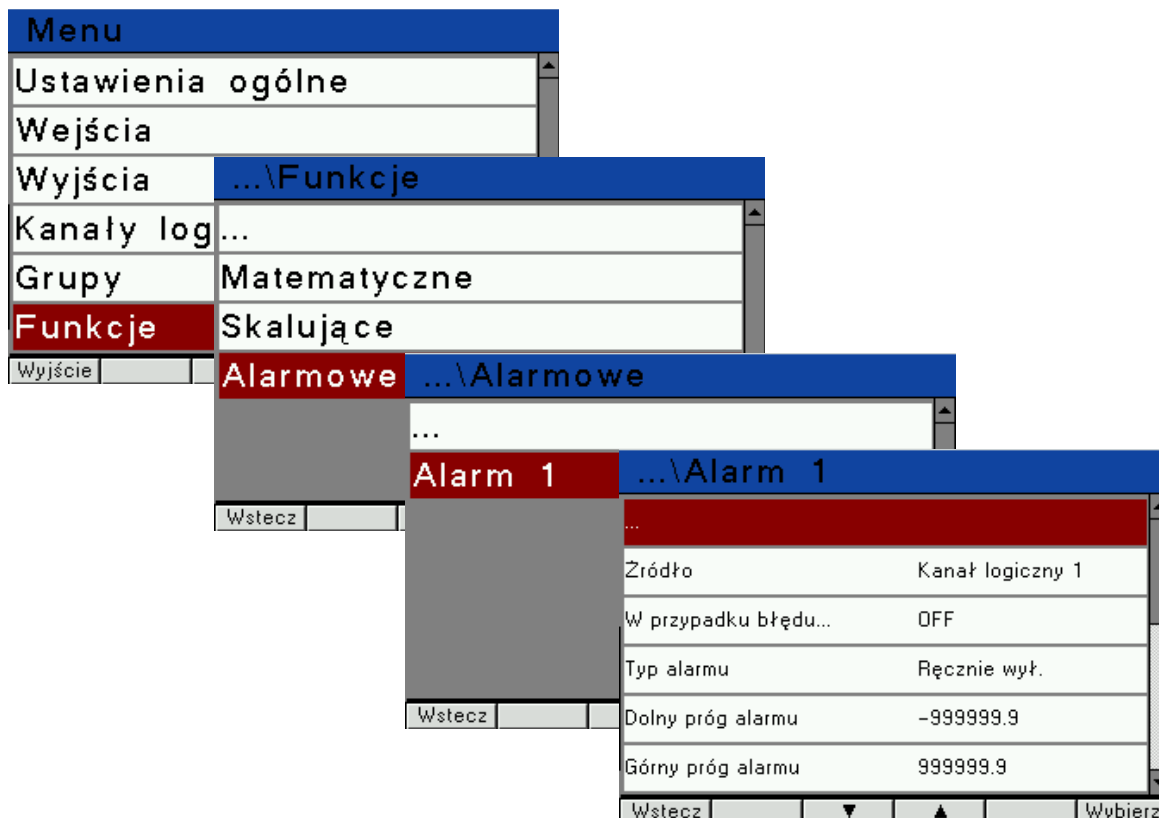 Menu
Ustawienia ogólne
Wejścia
Wyjścia
Kanały log
Grupy
Funkcje
Wyjście
...\Funkcje
...
Matematyczne
Skalujące
Alarmowe
Wstecz
...\Alarmowe
...
Alarm 1
Wstecz
...\Alarm 1
...
Źródło Kanał logiczny 1
W przypadku błędu... OFF
Typ alarmu Ręcznie wył.
Dolny próg alarmu -999999.9
Górny próg alarmu 999999.9
Wstecz ▼ ▲ Wybierz